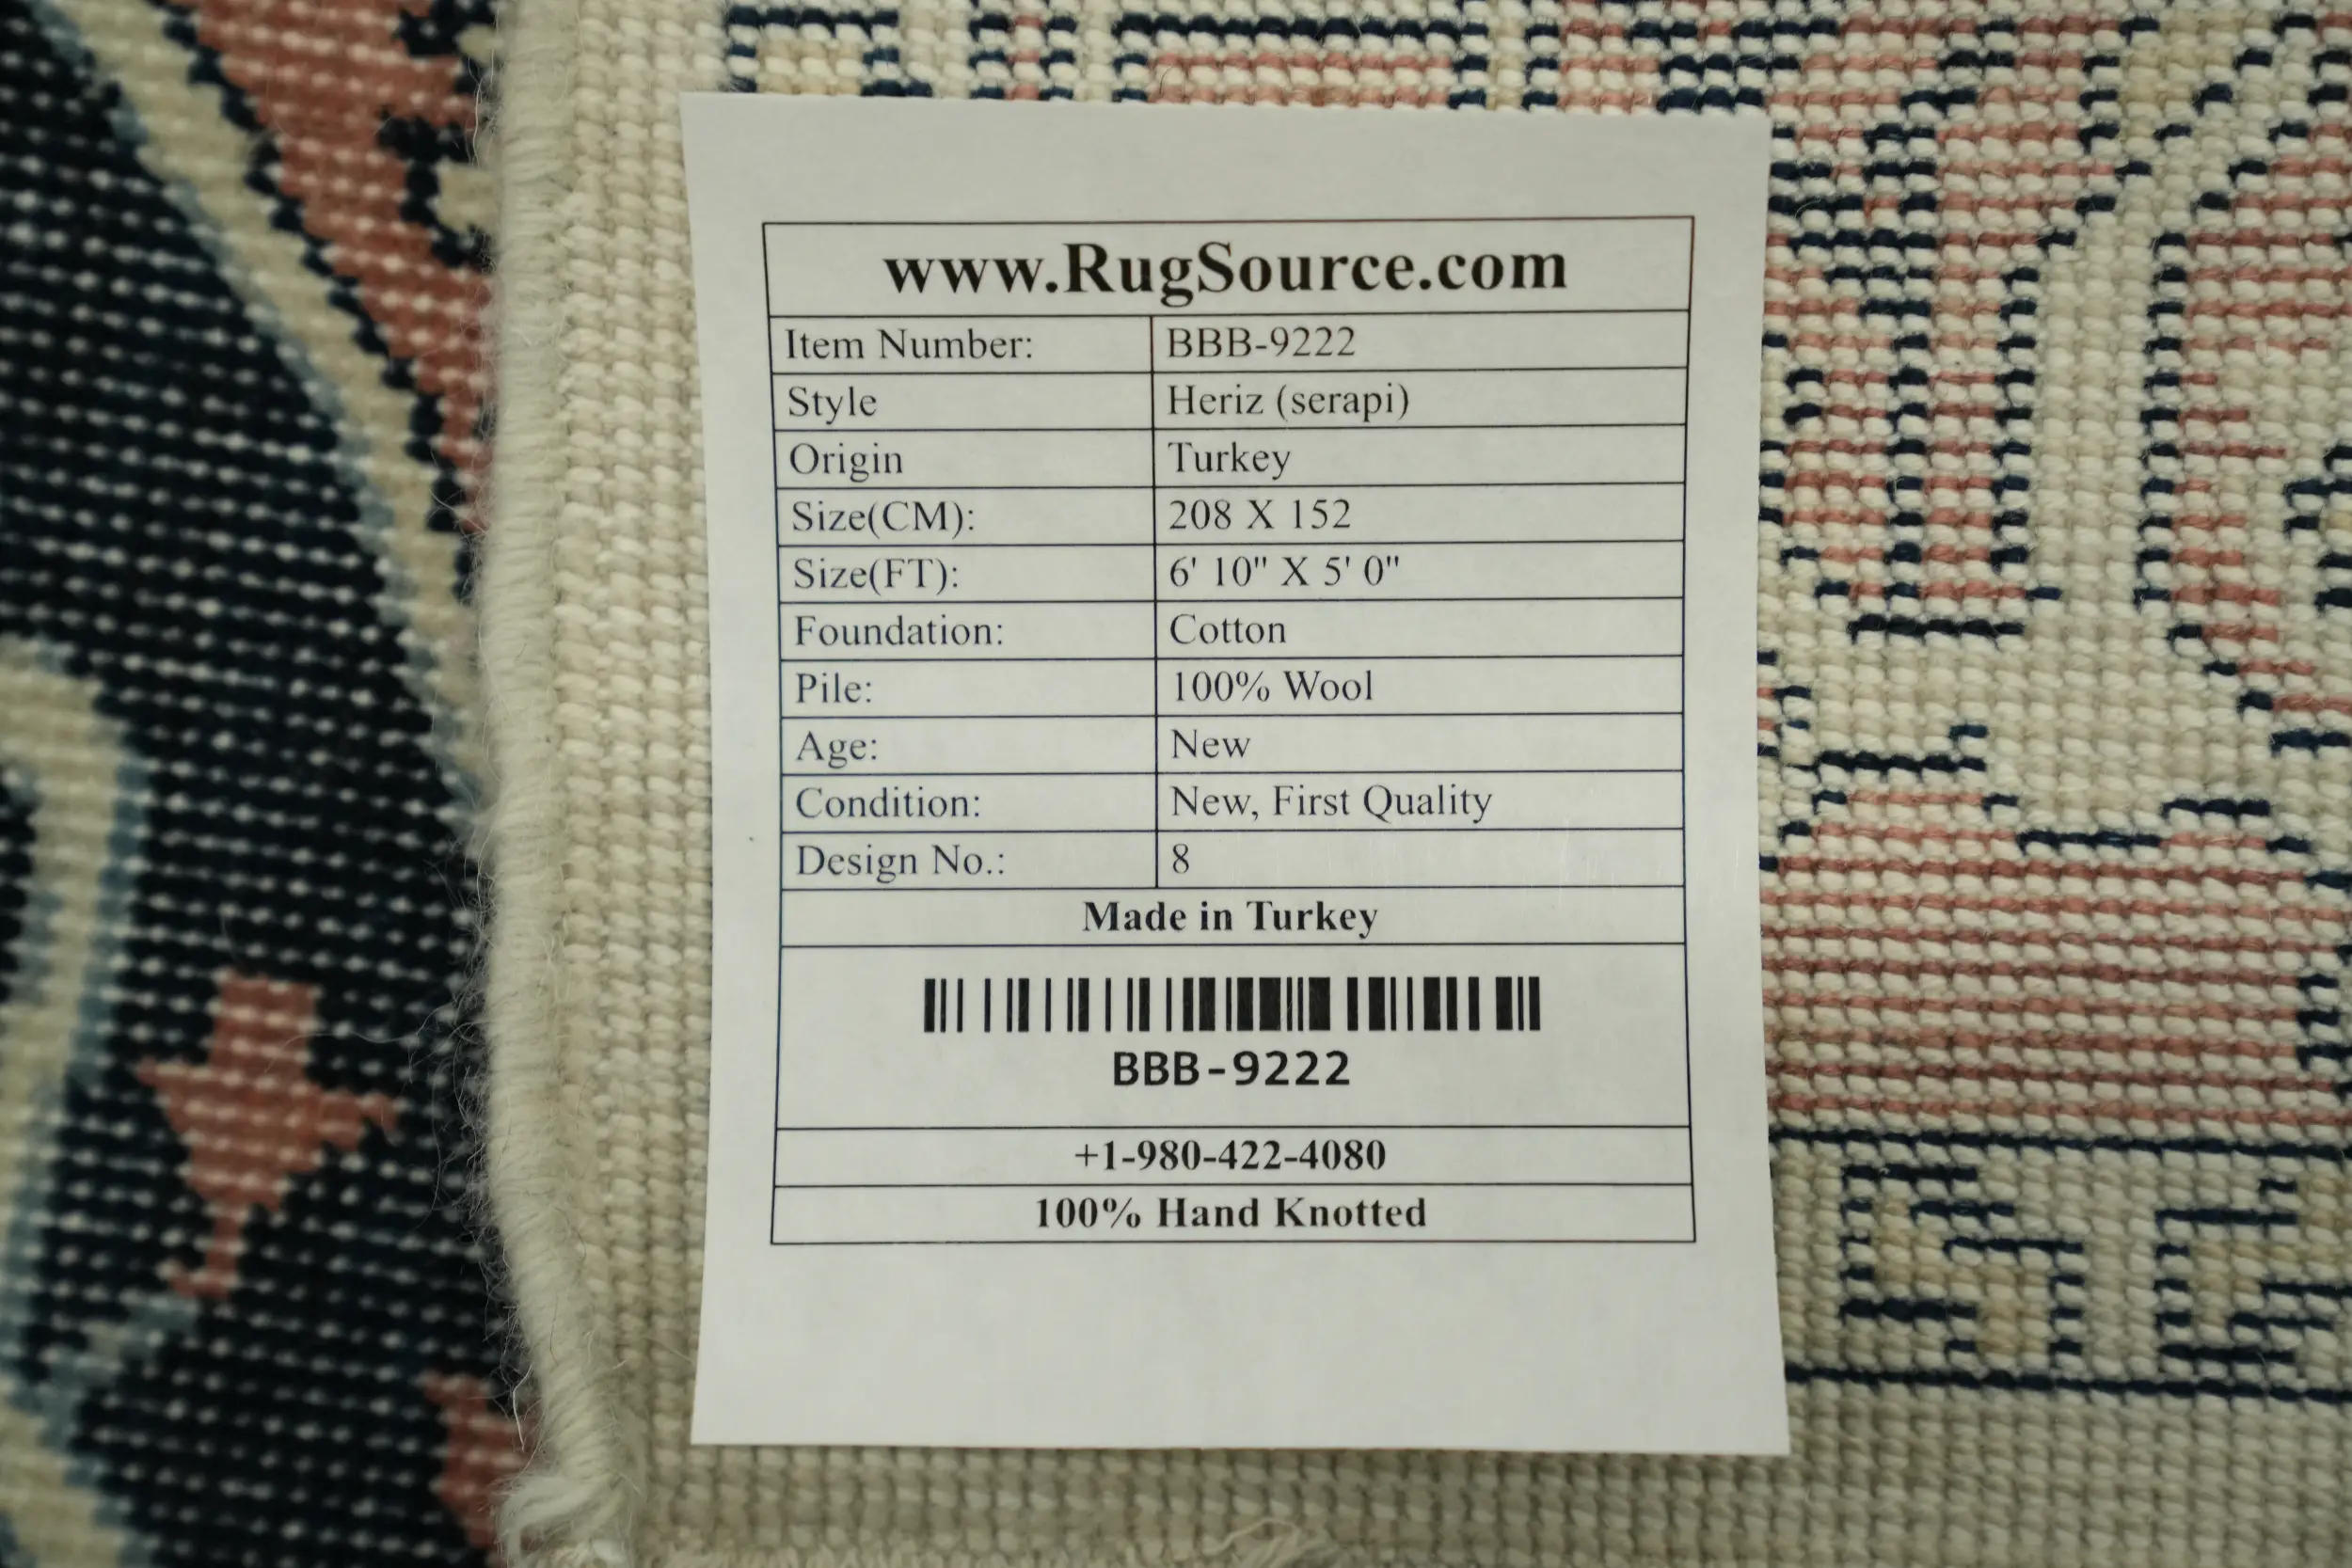 www.RugSource.com
Item Number: BBB-9222
Style Heriz (serapi)
Origin Turkey
Size(CM): 208 X 152
Size(FT): 6' 10" X 5' 0"
Foundation: Cotton
Pile: 100% Wool
Age: New
Condition: New, First Quality
Design No.: 8
Made in Turkey
BBB-9222
+1-980-422-4080
100% Hand Knotted